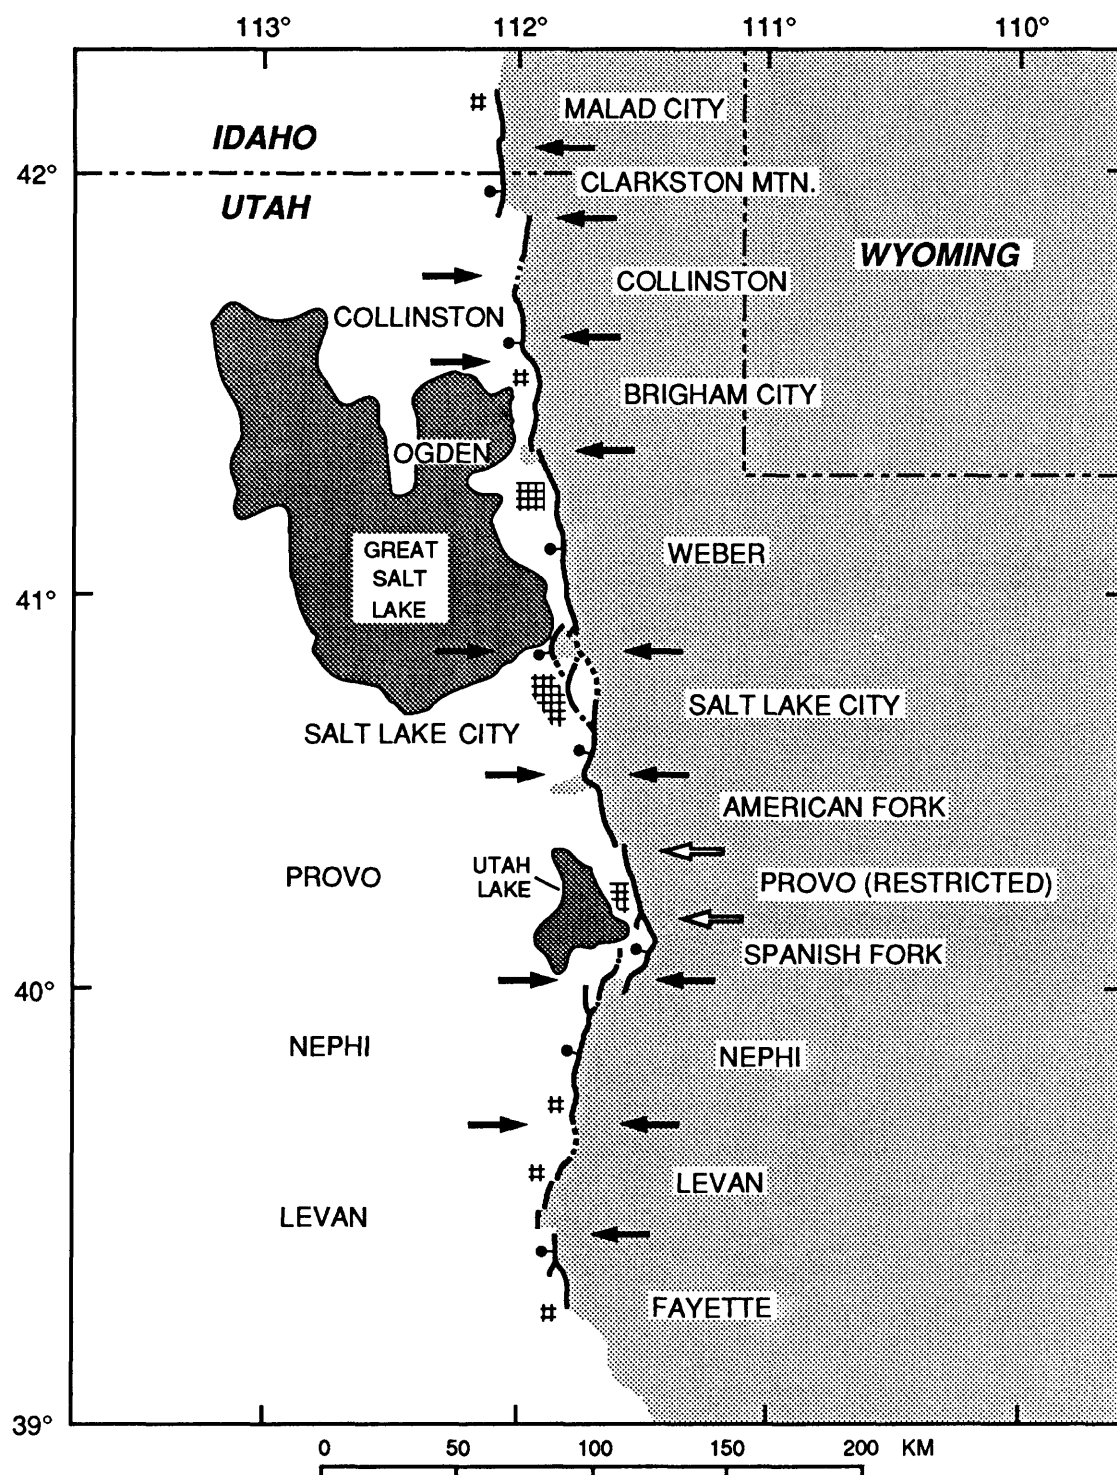 113° 112° 111° 110°
MALAD CITY
IDAHO
42°
CLARKSTON MTN.
UTAH
WYOMING
COLLINSTON
COLLINSTON
BRIGHAM CITY
OGDEN
GREAT
SALT
LAKE
WEBER
41°
SALT LAKE CITY
SALT LAKE CITY
AMERICAN FORK
UTAH
LAKE
PROVO
PROVO (RESTRICTED)
SPANISH FORK
40°
NEPHI
NEPHI
LEVAN
LEVAN
FAYETTE
39°
0 50 100 150 200 KM